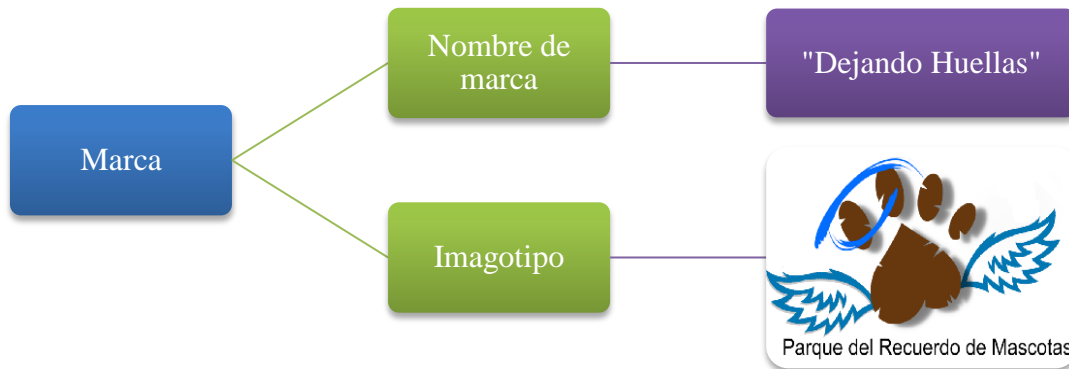 Marca
Nombre de
marca
"Dejando Huellas"
Imagotipo
Parque del Recuerdo de Mascotas